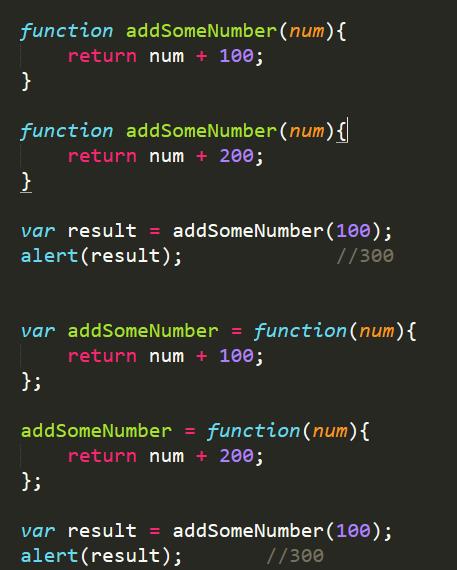 function addSomeNumber(num){
    return num + 100;
}
function addSomeNumber(num){
    return num + 200;
}
var result = addSomeNumber(100);
alert(result);             //300
var addSomeNumber = function(num){
    return num + 100;
};
addSomeNumber = function(num){
    return num + 200;
};
var result = addSomeNumber(100);
alert(result);       //300